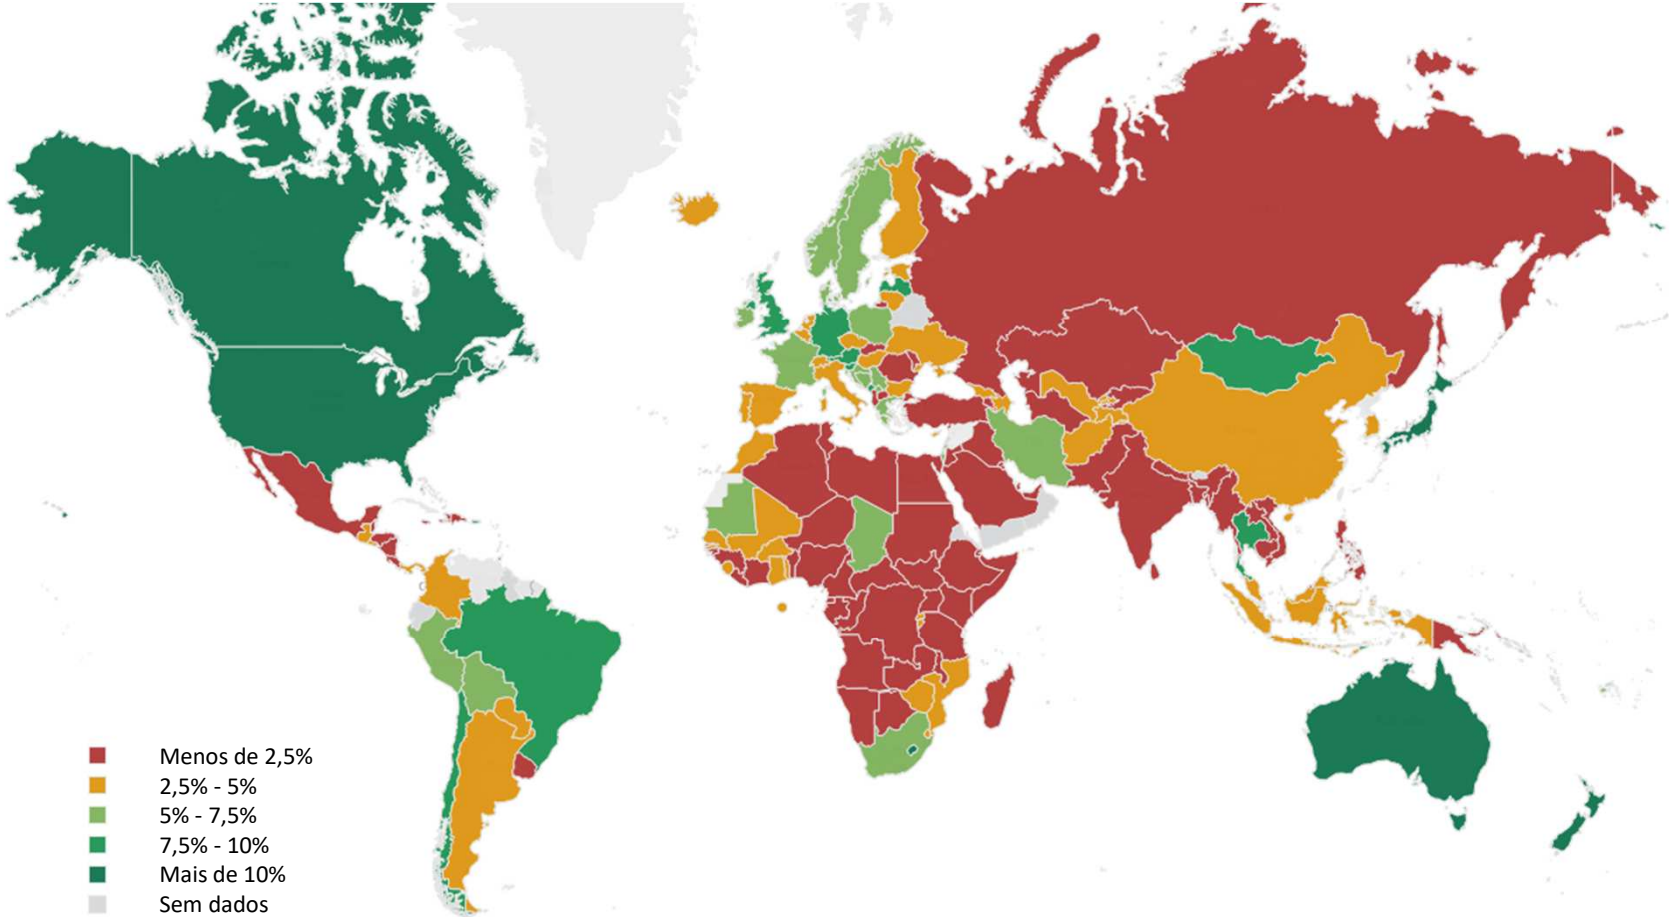 Menos de 2,5%
2,5% - 5%
5% - 7,5%
7,5% - 10%
Mais de 10%
Sem dados